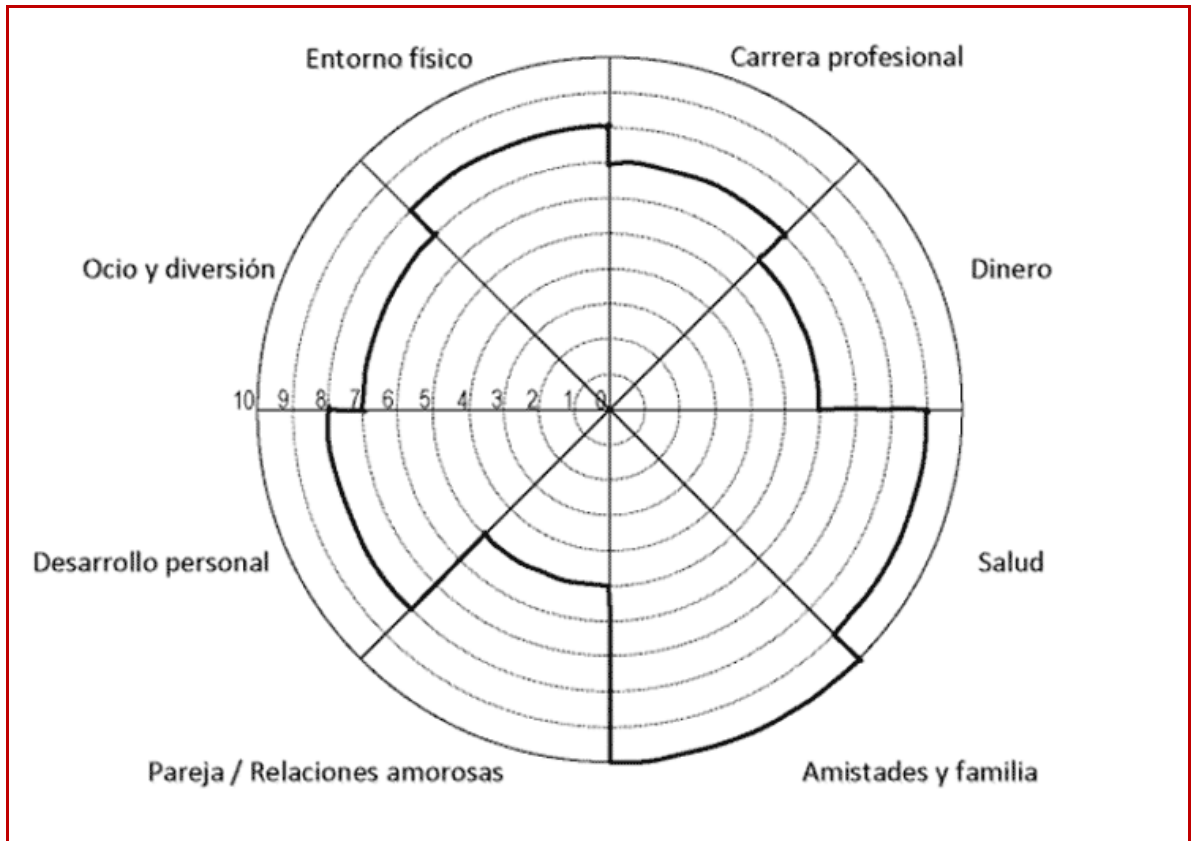 Entorno físico
Carrera profesional
Ocio y diversión
Dinero
10 9 8 7 6 5 4 3 2 1 0
Desarrollo personal
Salud
Pareja / Relaciones amorosas
Amistades y familia